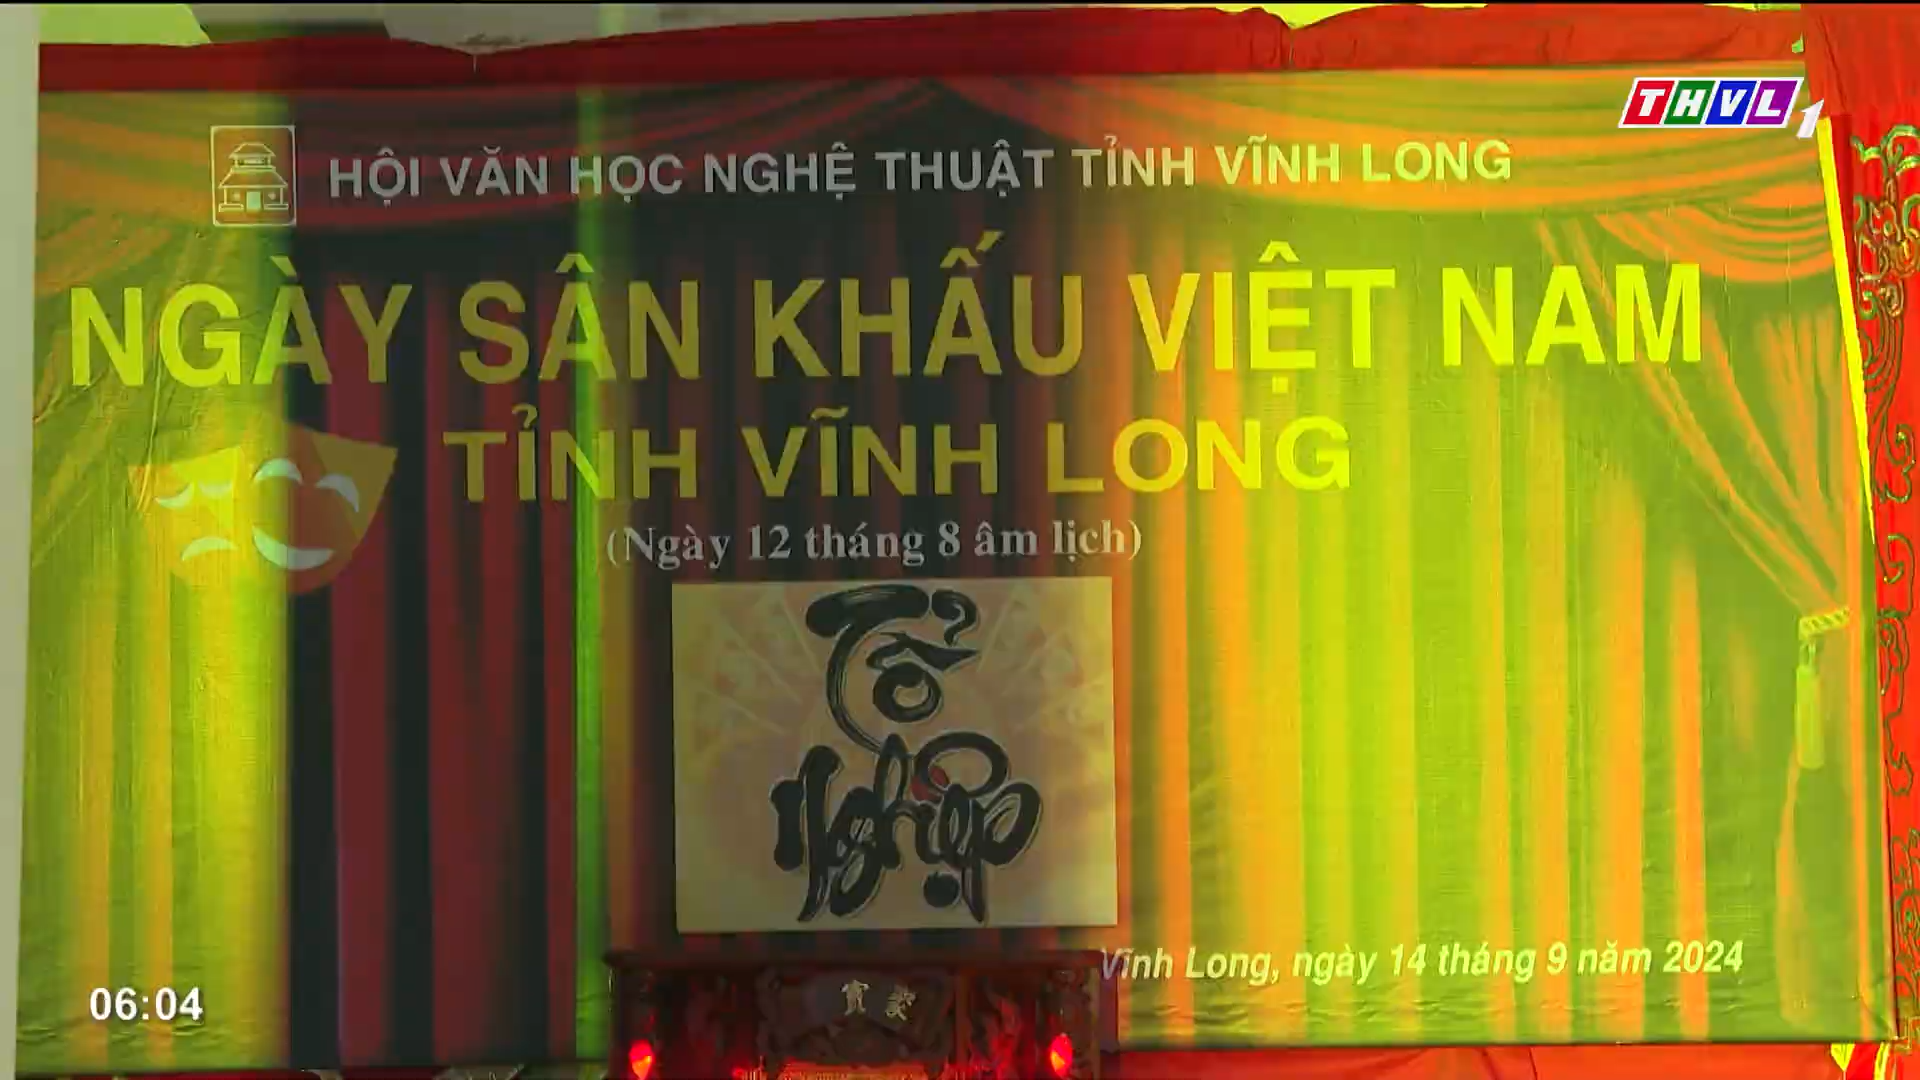 THVL1
HỘI VĂN HỌC NGHỆ THUẬT TỈNH VĨNH LONG
NGÀY SÂN KHẤU VIỆT NAM
TỈNH VĨNH LONG
(Ngày 12 tháng 8 âm lịch)
Tổ
Nghiệp
Vĩnh Long, ngày 14 tháng 9 năm 2024
06:04